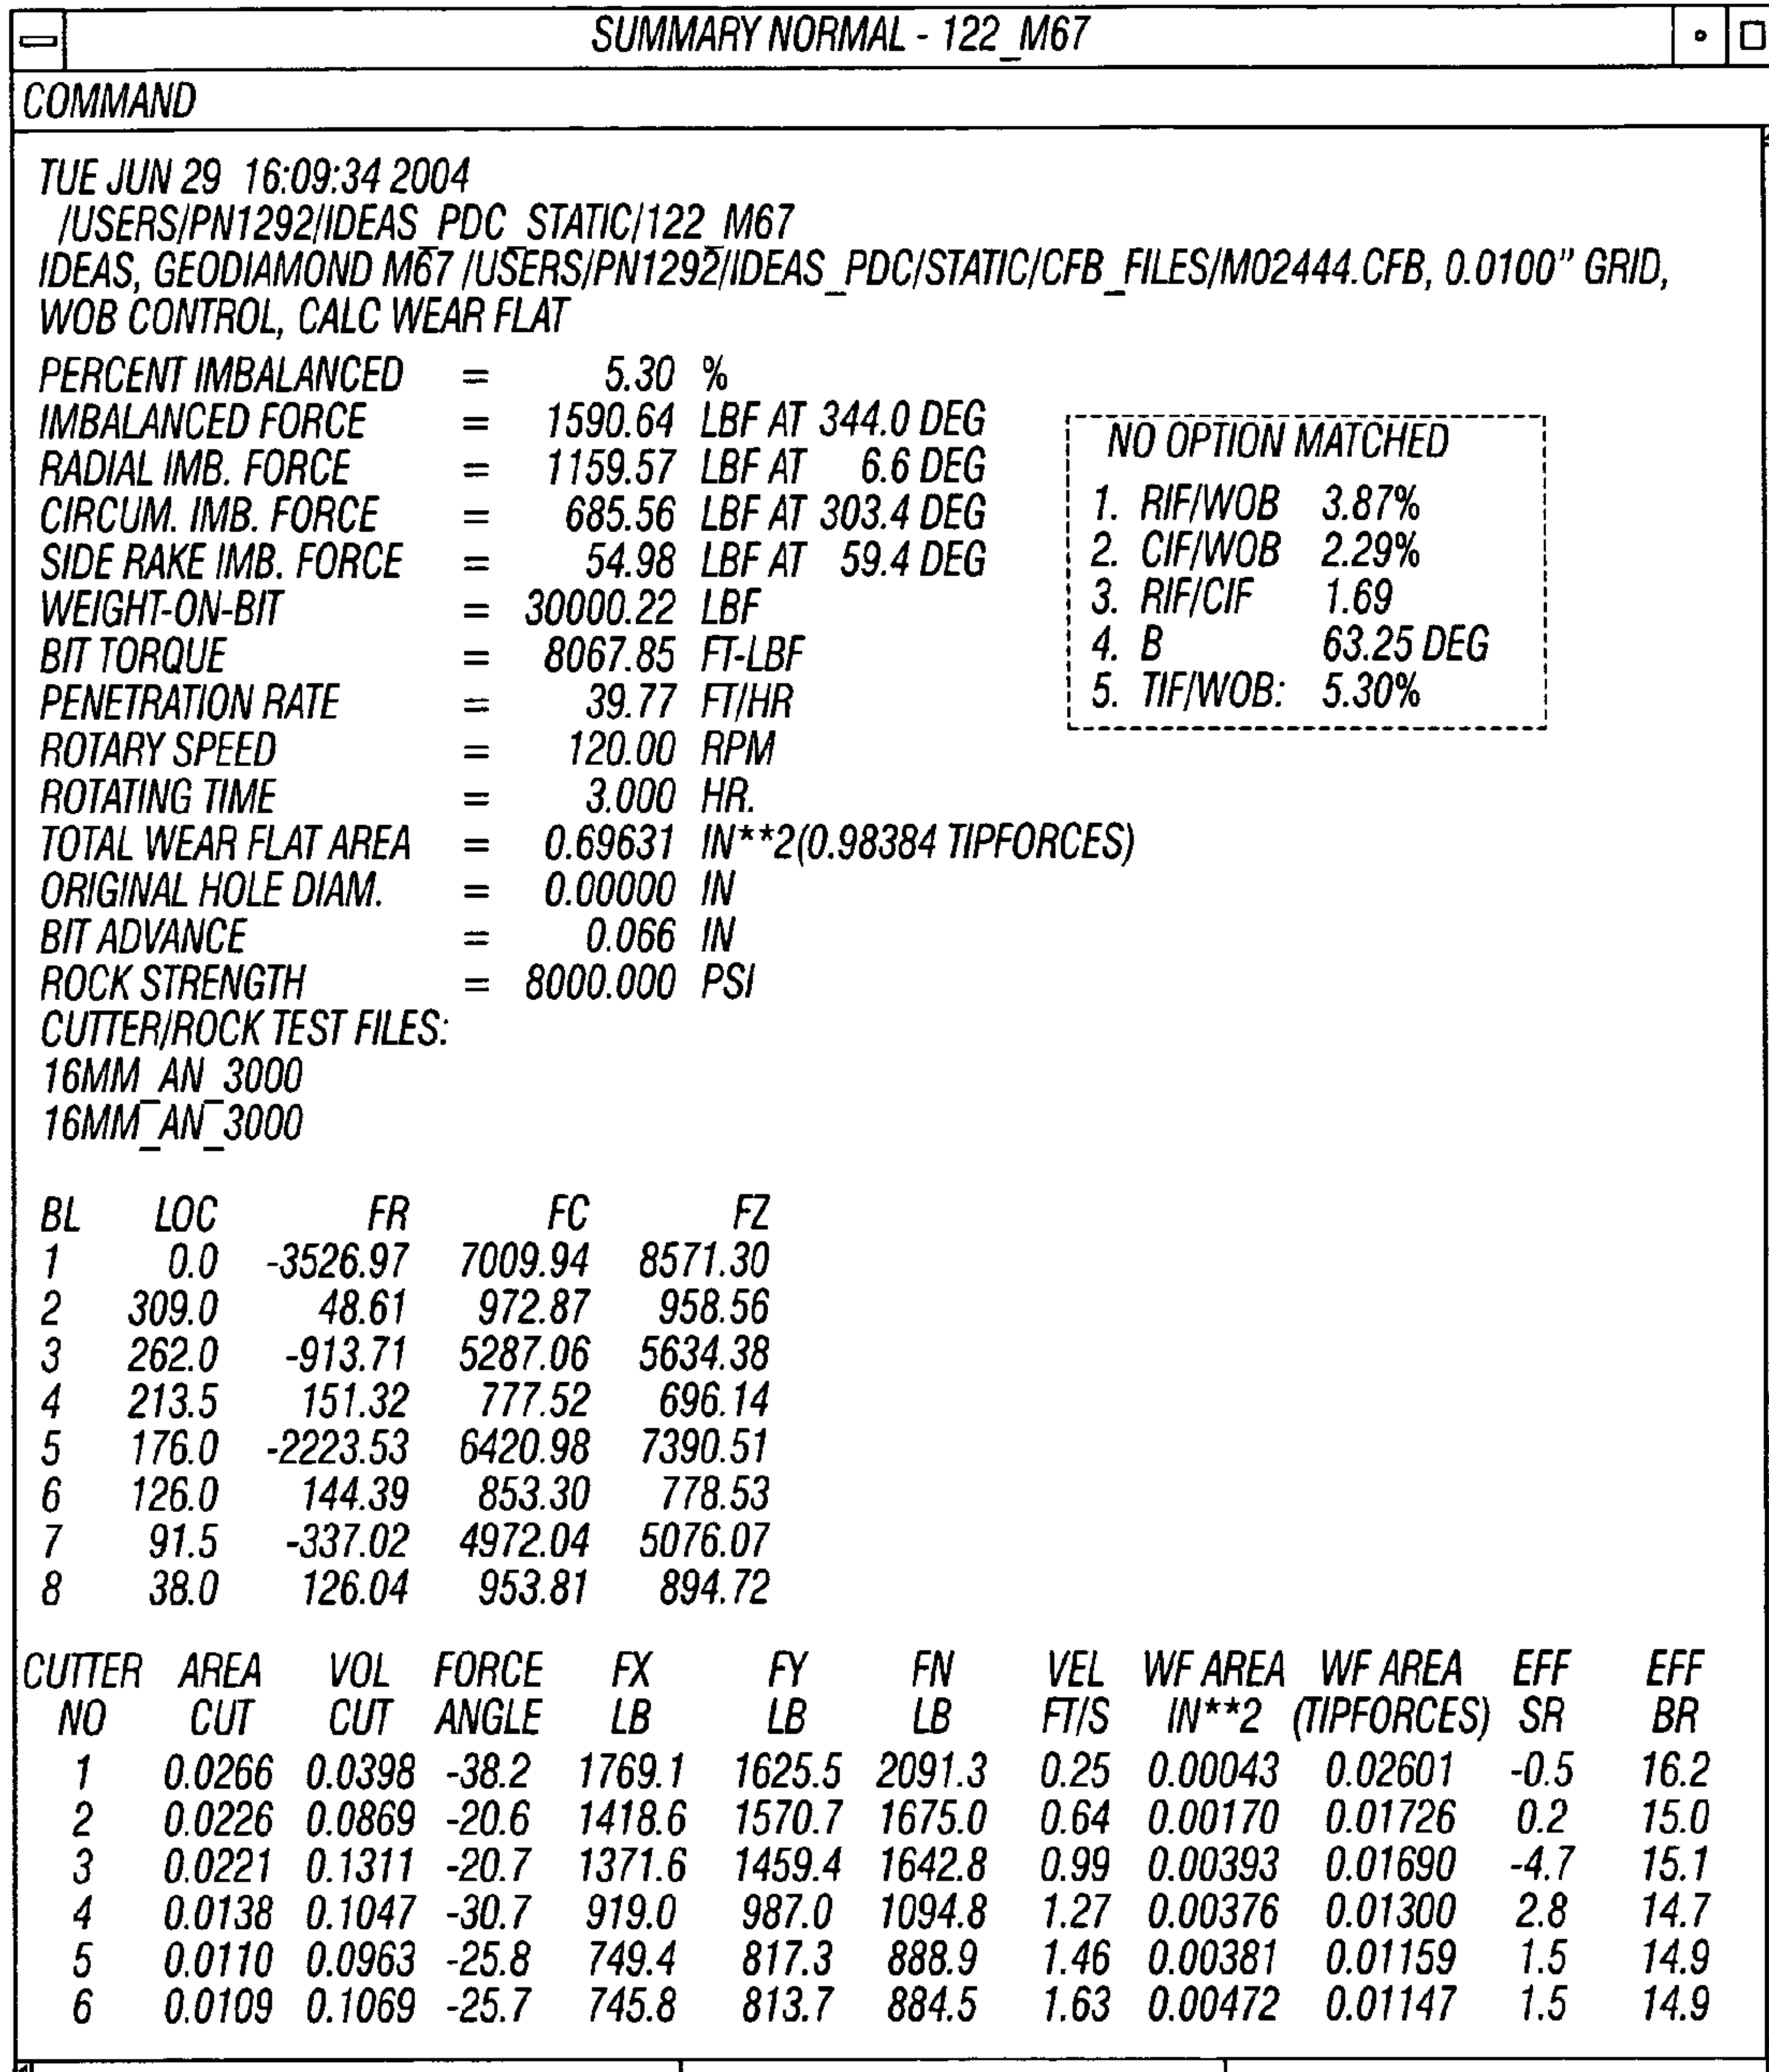 SUMMARY NORMAL - 122_M67
COMMAND
TUE JUN 29 16:09:34 2004
/USERS/PN1292/IDEAS_PDC_STATIC/122_M67
IDEAS, GEODIAMOND M67 /USERS/PN1292/IDEAS_PDC/STATIC/CFB_FILES/M02444.CFB, 0.0100" GRID,
WOB CONTROL, CALC WEAR FLAT
PERCENT IMBALANCED = 5.30 %
IMBALANCED FORCE = 1590.64 LBF AT 344.0 DEG
RADIAL IMB. FORCE = 1159.57 LBF AT 6.6 DEG
CIRCUM. IMB. FORCE = 685.56 LBF AT 303.4 DEG
SIDE RAKE IMB. FORCE = 54.98 LBF AT 59.4 DEG
WEIGHT-ON-BIT = 30000.22 LBF
BIT TORQUE = 8067.85 FT-LBF
PENETRATION RATE = 39.77 FT/HR
ROTARY SPEED = 120.00 RPM
ROTATING TIME = 3.000 HR.
TOTAL WEAR FLAT AREA = 0.69631 IN**2(0.98384 TIPFORCES)
ORIGINAL HOLE DIAM. = 0.00000 IN
BIT ADVANCE = 0.066 IN
ROCK STRENGTH = 8000.000 PSI
CUTTER/ROCK TEST FILES:
16MM_AN_3000
16MM_AN_3000
NO OPTION MATCHED
1. RIF/WOB 3.87%
2. CIF/WOB 2.29%
3. RIF/CIF 1.69
4. B 63.25 DEG
5. TIF/WOB: 5.30%
BL LOC FR FC FZ
1 0.0 -3526.97 7009.94 8571.30
2 309.0 48.61 972.87 958.56
3 262.0 -913.71 5287.06 5634.38
4 213.5 151.32 777.52 696.14
5 176.0 -2223.53 6420.98 7390.51
6 126.0 144.39 853.30 778.53
7 91.5 -337.02 4972.04 5076.07
8 38.0 126.04 953.81 894.72
CUTTER AREA VOL FORCE FX FY FN VEL WF AREA WF AREA EFF EFF
NO CUT CUT ANGLE LB LB LB FT/S IN**2 (TIPFORCES) SR BR
1 0.0266 0.0398 -38.2 1769.1 1625.5 2091.3 0.25 0.00043 0.02601 -0.5 16.2
2 0.0226 0.0869 -20.6 1418.6 1570.7 1675.0 0.64 0.00170 0.01726 0.2 15.0
3 0.0221 0.1311 -20.7 1371.6 1459.4 1642.8 0.99 0.00393 0.01690 -4.7 15.1
4 0.0138 0.1047 -30.7 919.0 987.0 1094.8 1.27 0.00376 0.01300 2.8 14.7
5 0.0110 0.0963 -25.8 749.4 817.3 888.9 1.46 0.00381 0.01159 1.5 14.9
6 0.0109 0.1069 -25.7 745.8 813.7 884.5 1.63 0.00472 0.01147 1.5 14.9